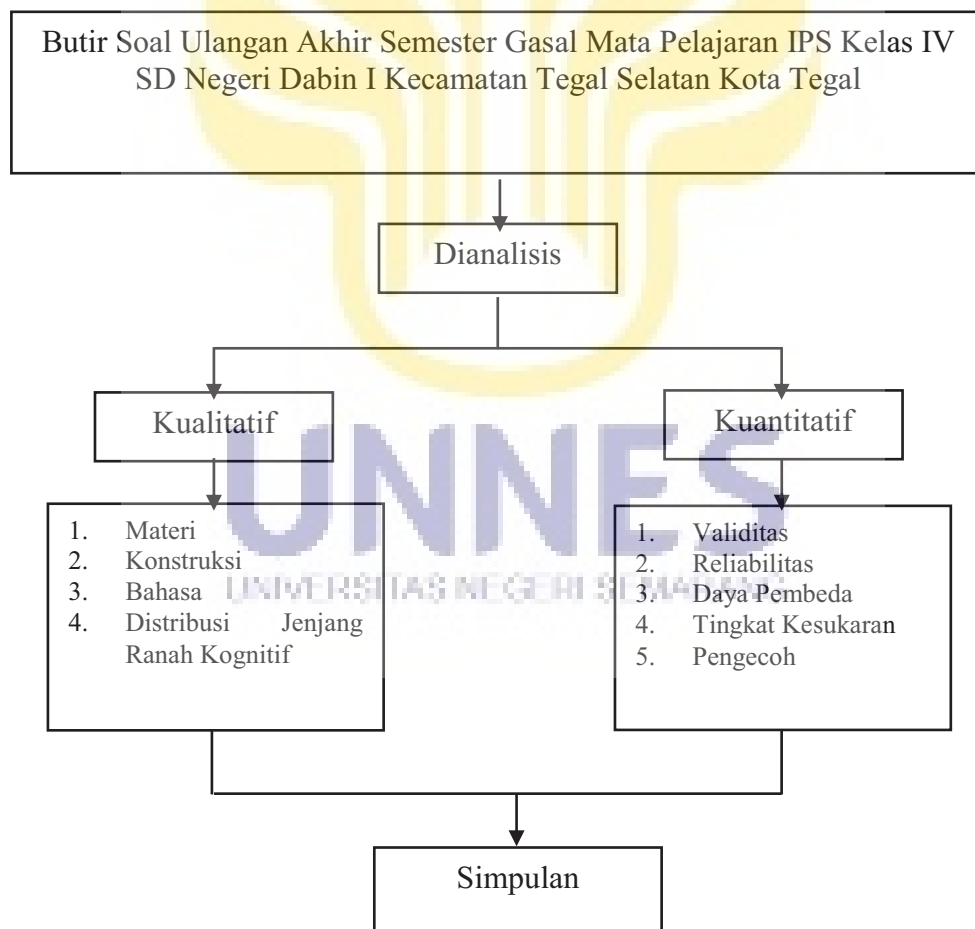 Butir Soal Ulangan Akhir Semester Gasal Mata Pelajaran IPS Kelas IV
SD Negeri Dabin I Kecamatan Tegal Selatan Kota Tegal
Dianalisis
Kualitatif
Kuantitatif
UNNES
UNIVERSITAS NEGERI SEMARANG
1. Materi
2. Konstruksi
3. Bahasa
4. Distribusi Jenjang
Ranah Kognitif
1. Validitas
2. Reliabilitas
3. Daya Pembeda
4. Tingkat Kesukaran
5. Pengecoh
Simpulan